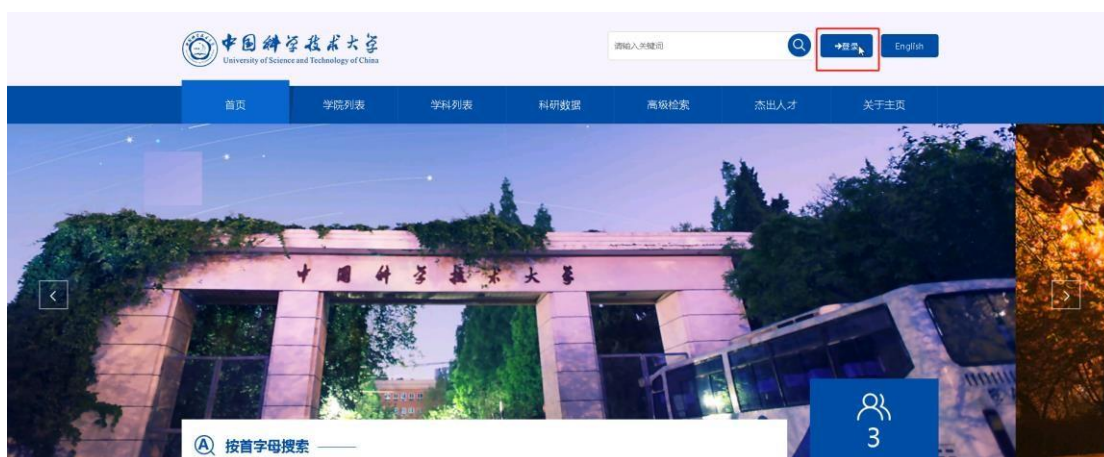 中国科学技术大学
University of Science and Technology of China
请输入关键词
登录
English
首页 学院列表 学科列表 科研数据 高级检索 杰出人才 关于主页
中国科学技术大学
A 按首字母搜索
3